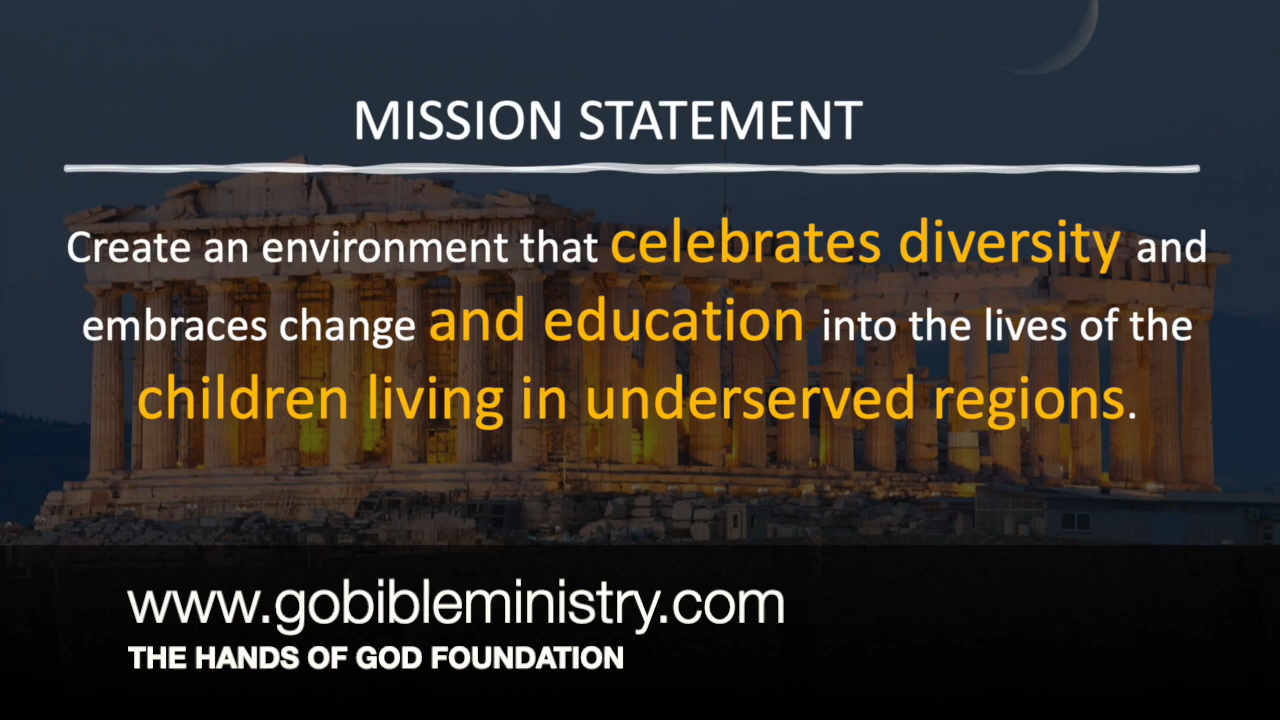 MISSION STATEMENT
Create an environment that celebrates diversity and
embraces change and education into the lives of the
children living in underserved regions.
www.gobibleministry.com
THE HANDS OF GOD FOUNDATION